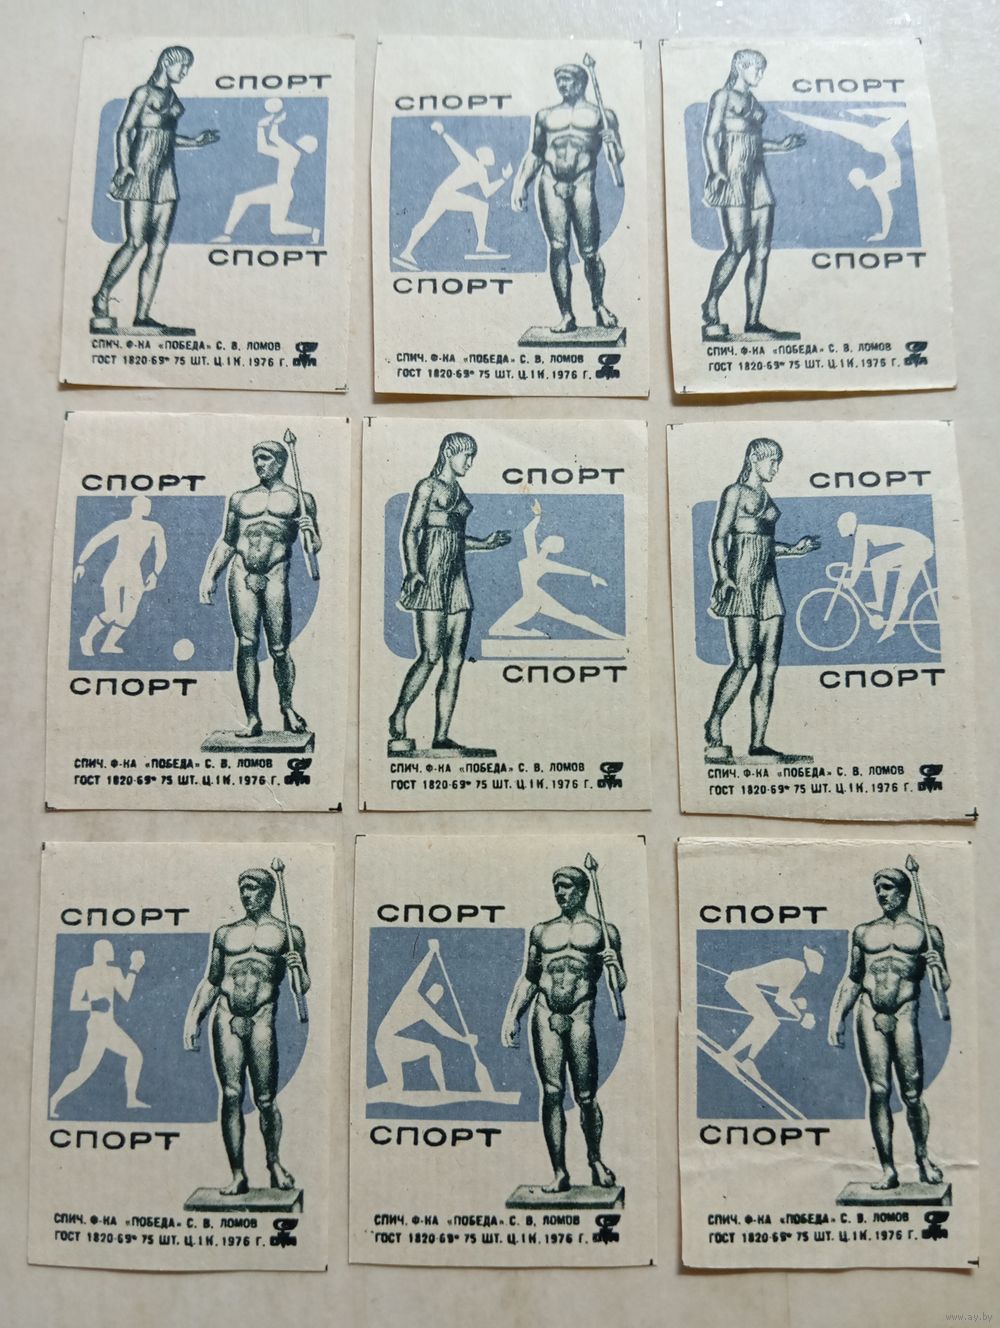 СПОРТ
СПОРТ
СПИЧ. Ф-КА «ПОБЕДА» С. В. ЛОМОВ
ГОСТ 1820-69* 75 ШТ. Ц. 1 К. 1976 Г.
СПОРТ
СПОРТ
СПИЧ. Ф-КА «ПОБЕДА» С. В. ЛОМОВ
ГОСТ 1820-69* 75 ШТ. Ц. 1 К. 1976 Г.
СПОРТ
СПОРТ
СПИЧ. Ф-КА «ПОБЕДА» С. В. ЛОМОВ
ГОСТ 1820-69* 75 ШТ. Ц. 1 К. 1976 Г.
СПОРТ
СПОРТ
СПИЧ. Ф-КА «ПОБЕДА» С. В. ЛОМОВ
ГОСТ 1820-69* 75 ШТ. Ц. 1 К. 1976 Г.
СПОРТ
СПОРТ
СПИЧ. Ф-КА «ПОБЕДА» С. В. ЛОМОВ
ГОСТ 1820-69* 75 ШТ. Ц. 1 К. 1976 Г.
СПОРТ
СПОРТ
СПИЧ. Ф-КА «ПОБЕДА» С. В. ЛОМОВ
ГОСТ 1820-69* 75 ШТ. Ц. 1 К. 1976 Г.
СПОРТ
СПОРТ
СПИЧ. Ф-КА «ПОБЕДА» С. В. ЛОМОВ
ГОСТ 1820-69* 75 ШТ. Ц. 1 К. 1976 Г.
СПОРТ
СПОРТ
СПИЧ. Ф-КА «ПОБЕДА» С. В. ЛОМОВ
ГОСТ 1820-69* 75 ШТ. Ц. 1 К. 1976 Г.
СПОРТ
СПОРТ
СПИЧ. Ф-КА «ПОБЕДА» С. В. ЛОМОВ
ГОСТ 1820-69* 75 ШТ. Ц. 1 К. 1976 Г.
www.ay.by